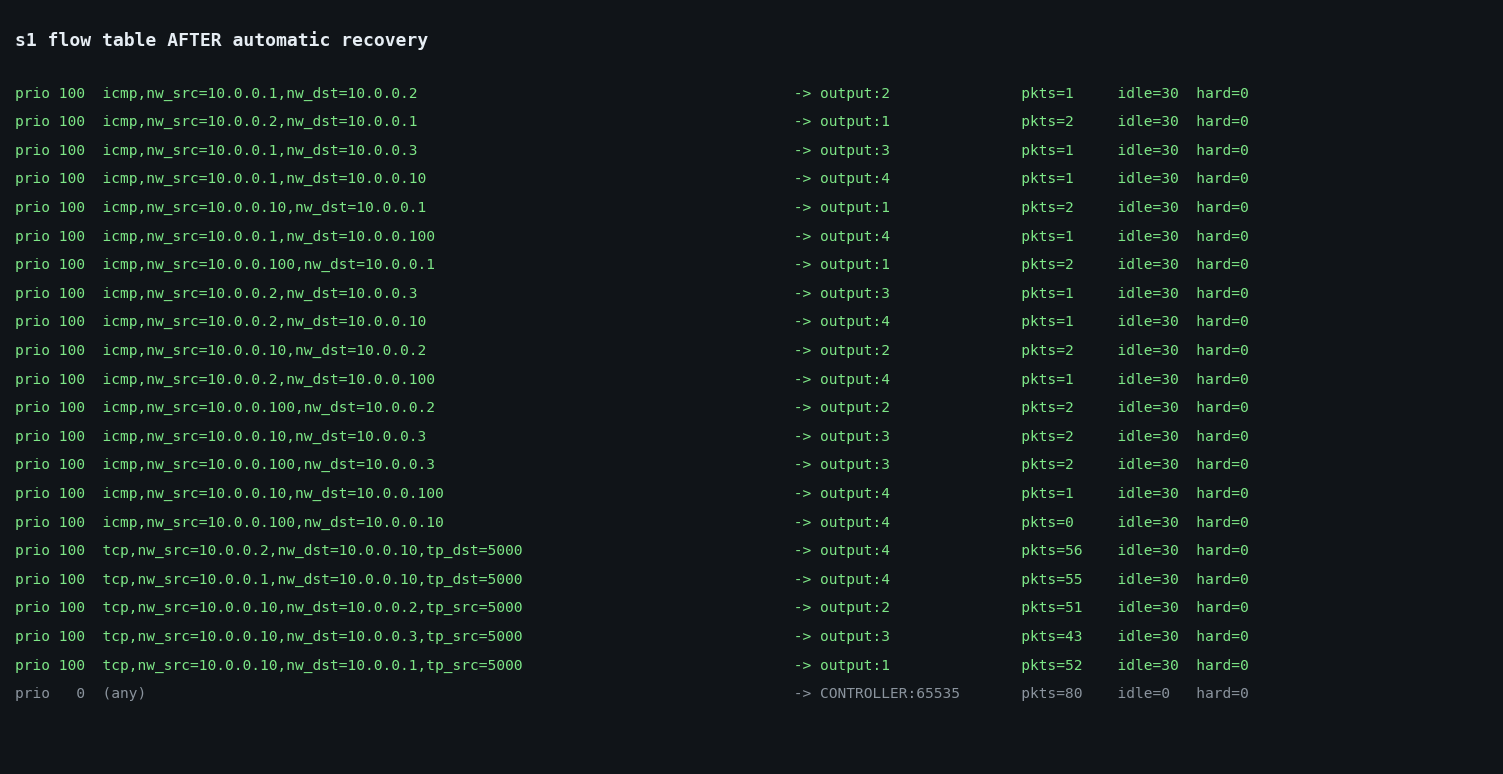 s1 flow table AFTER automatic recovery
prio 100  icmp,nw_src=10.0.0.1,nw_dst=10.0.0.2 -> output:2 pkts=1 idle=30 hard=0
prio 100  icmp,nw_src=10.0.0.2,nw_dst=10.0.0.1 -> output:1 pkts=2 idle=30 hard=0
prio 100  icmp,nw_src=10.0.0.1,nw_dst=10.0.0.3 -> output:3 pkts=1 idle=30 hard=0
prio 100  icmp,nw_src=10.0.0.1,nw_dst=10.0.0.10 -> output:4 pkts=1 idle=30 hard=0
prio 100  icmp,nw_src=10.0.0.10,nw_dst=10.0.0.1 -> output:1 pkts=2 idle=30 hard=0
prio 100  icmp,nw_src=10.0.0.1,nw_dst=10.0.0.100 -> output:4 pkts=1 idle=30 hard=0
prio 100  icmp,nw_src=10.0.0.100,nw_dst=10.0.0.1 -> output:1 pkts=2 idle=30 hard=0
prio 100  icmp,nw_src=10.0.0.2,nw_dst=10.0.0.3 -> output:3 pkts=1 idle=30 hard=0
prio 100  icmp,nw_src=10.0.0.2,nw_dst=10.0.0.10 -> output:4 pkts=1 idle=30 hard=0
prio 100  icmp,nw_src=10.0.0.10,nw_dst=10.0.0.2 -> output:2 pkts=2 idle=30 hard=0
prio 100  icmp,nw_src=10.0.0.2,nw_dst=10.0.0.100 -> output:4 pkts=1 idle=30 hard=0
prio 100  icmp,nw_src=10.0.0.100,nw_dst=10.0.0.2 -> output:2 pkts=2 idle=30 hard=0
prio 100  icmp,nw_src=10.0.0.10,nw_dst=10.0.0.3 -> output:3 pkts=2 idle=30 hard=0
prio 100  icmp,nw_src=10.0.0.100,nw_dst=10.0.0.3 -> output:3 pkts=2 idle=30 hard=0
prio 100  icmp,nw_src=10.0.0.10,nw_dst=10.0.0.100 -> output:4 pkts=1 idle=30 hard=0
prio 100  icmp,nw_src=10.0.0.100,nw_dst=10.0.0.10 -> output:4 pkts=0 idle=30 hard=0
prio 100  tcp,nw_src=10.0.0.2,nw_dst=10.0.0.10,tp_dst=5000 -> output:4 pkts=56 idle=30 hard=0
prio 100  tcp,nw_src=10.0.0.1,nw_dst=10.0.0.10,tp_dst=5000 -> output:4 pkts=55 idle=30 hard=0
prio 100  tcp,nw_src=10.0.0.10,nw_dst=10.0.0.2,tp_src=5000 -> output:2 pkts=51 idle=30 hard=0
prio 100  tcp,nw_src=10.0.0.10,nw_dst=10.0.0.3,tp_src=5000 -> output:3 pkts=43 idle=30 hard=0
prio 100  tcp,nw_src=10.0.0.10,nw_dst=10.0.0.1,tp_src=5000 -> output:1 pkts=52 idle=30 hard=0
prio   0  (any) -> CONTROLLER:65535 pkts=80 idle=0 hard=0